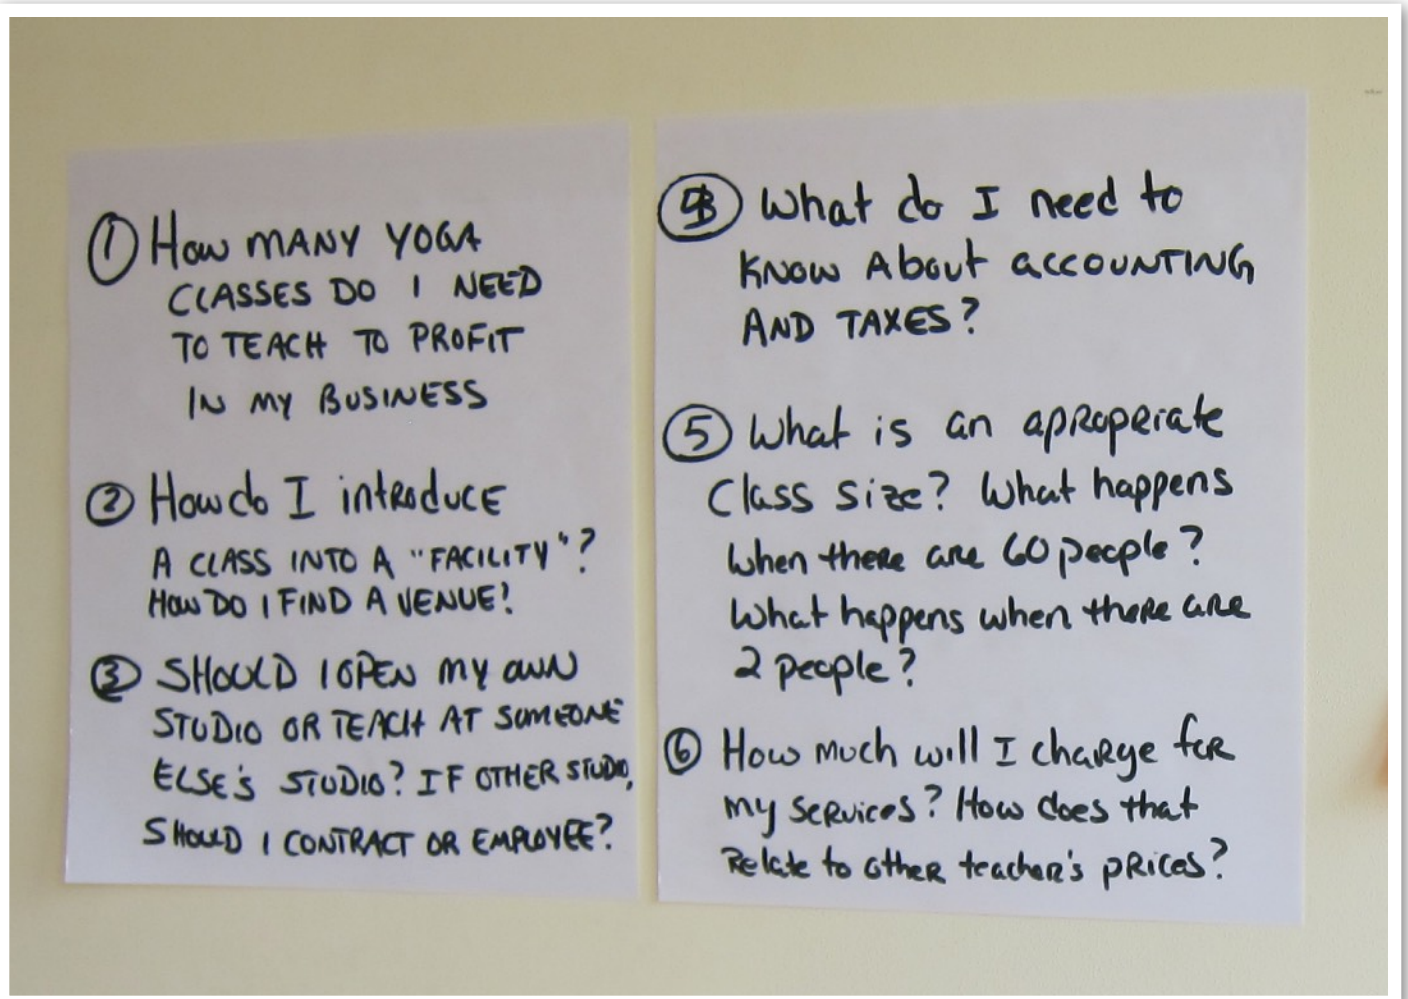 ① How MANY YOGA
CLASSES DO I NEED
TO TEACH TO PROFIT
IN MY BUSINESS
② How do I introduce
A CLASS INTO A "FACILITY"?
HOW DO I FIND A VENUE?
③ SHOULD I OPEN MY OWN
STUDIO OR TEACH AT SOMEONE
ELSE'S STUDIO? IF OTHER STUDIO,
SHOULD I CONTRACT OR EMPLOYEE?
④ What do I need to
KNOW About ACCOUNTING
AND TAXES?
⑤ What is an apropriate
Class size? What happens
when there are 60 people?
What happens when there are
2 people?
⑥ How much will I charge for
my services? How does that
Relate to other teacher's prices?